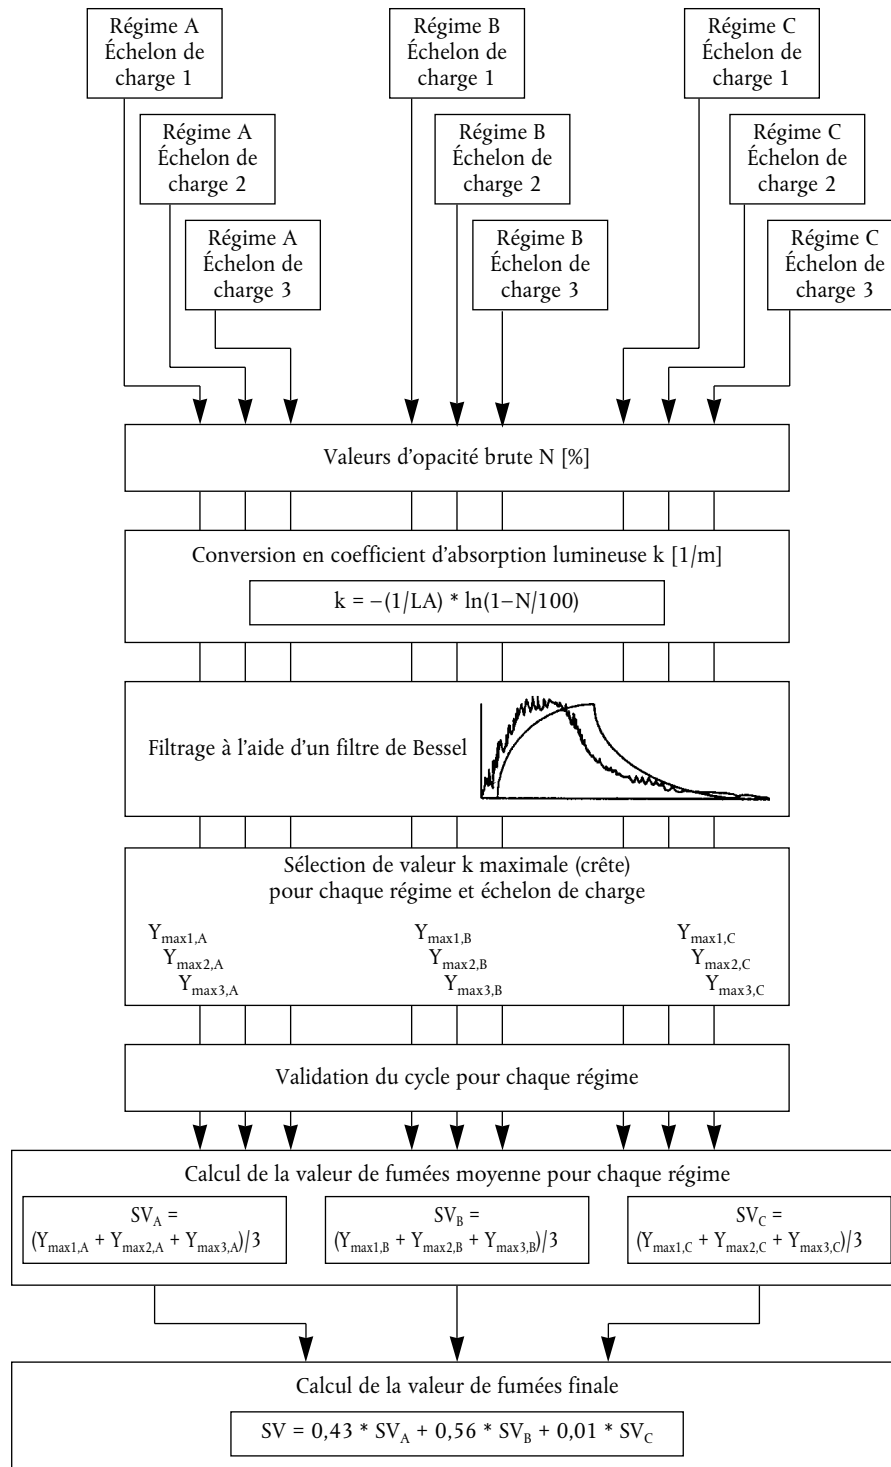 Régime A
Échelon de
charge 1
Régime B
Échelon de
charge 1
Régime C
Échelon de
charge 1
Régime A
Échelon de
charge 2
Régime B
Échelon de
charge 2
Régime C
Échelon de
charge 2
Régime A
Échelon de
charge 3
Régime B
Échelon de
charge 3
Régime C
Échelon de
charge 3
Valeurs d'opacité brute N [%]
Conversion en coefficient d'absorption lumineuse k [1/m]
k = −(1/LA) * ln(1−N/100)
Filtrage à l'aide d'un filtre de Bessel
Sélection de valeur k maximale (crête)
pour chaque régime et échelon de charge
Ymax1,A Ymax1,B Ymax1,C
Ymax2,A Ymax2,B Ymax2,C
Ymax3,A Ymax3,B Ymax3,C
Validation du cycle pour chaque régime
Calcul de la valeur de fumées moyenne pour chaque régime
SVA =
(Ymax1,A + Ymax2,A + Ymax3,A)/3
SVB =
(Ymax1,B + Ymax2,B + Ymax3,B)/3
SVC =
(Ymax1,C + Ymax2,C + Ymax3,C)/3
Calcul de la valeur de fumées finale
SV = 0,43 * SVA + 0,56 * SVB + 0,01 * SVC